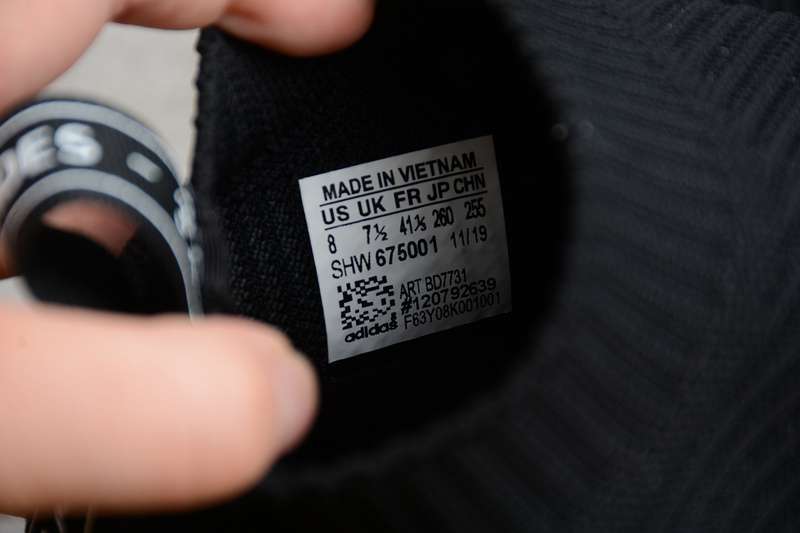 DES
MADE IN VIETNAM
US UK FR JP CHN
8 7½ 41⅓ 260 255
SHW 675001 11/19
ART BD7731
#120792639
F63Y08K001001
adidas